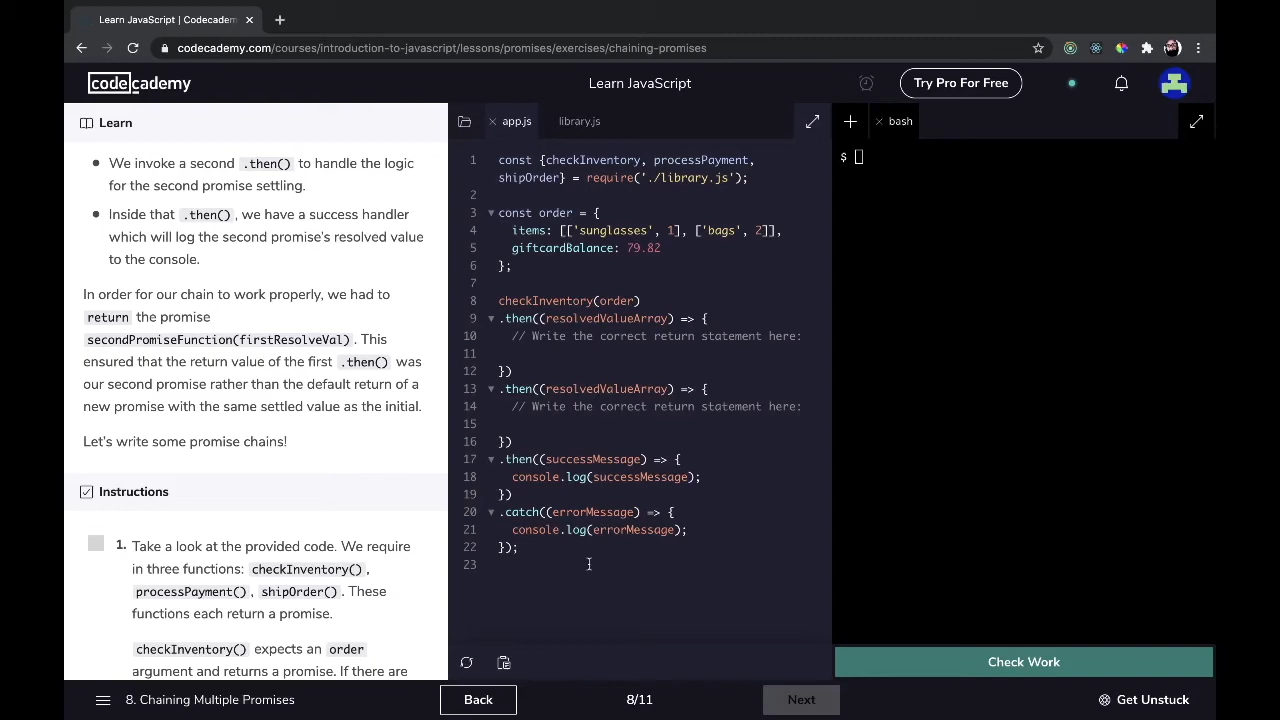 Learn JavaScript | Codecadem
codecademy.com/courses/introduction-to-javascript/lessons/promises/exercises/chaining-promises
codecademy
Learn JavaScript
Try Pro For Free
Learn
We invoke a second .then() to handle the logic
for the second promise settling.
Inside that .then(), we have a success handler
which will log the second promise's resolved value
to the console.
In order for our chain to work properly, we had to
return the promise
secondPromiseFunction(firstResolveVal). This
ensured that the return value of the first .then() was
our second promise rather than the default return of a
new promise with the same settled value as the initial.
Let's write some promise chains!
Instructions
1. Take a look at the provided code. We require
in three functions: checkInventory(),
processPayment(), shipOrder(). These
functions each return a promise.
checkInventory() expects an order
argument and returns a promise. If there are
app.js
library.js
1 const {checkInventory, processPayment,
shipOrder} = require('./library.js');
2
3 const order = {
4 items: [['sunglasses', 1], ['bags', 2]],
5 giftcardBalance: 79.82
6 };
7
8 checkInventory(order)
9 .then((resolvedValueArray) => {
10 // Write the correct return statement here:
11
12 })
13 .then((resolvedValueArray) => {
14 // Write the correct return statement here:
15
16 })
17 .then((successMessage) => {
18 console.log(successMessage);
19 })
20 .catch((errorMessage) => {
21 console.log(errorMessage);
22 });
23
bash
$
Check Work
8. Chaining Multiple Promises
Back
8/11
Next
Get Unstuck